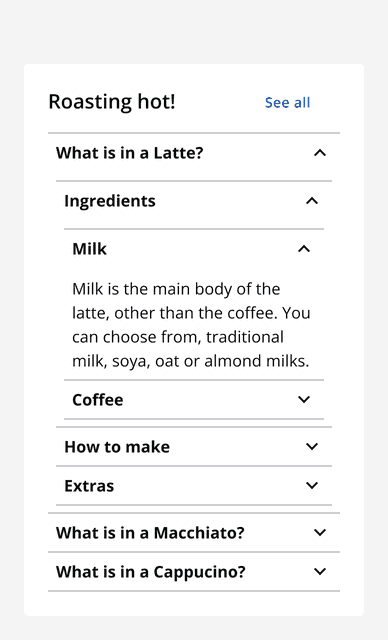 Roasting hot!
See all
What is in a Latte?
Ingredients
Milk
Milk is the main body of the
latte, other than the coffee. You
can choose from, traditional
milk, soya, oat or almond milks.
Coffee
How to make
Extras
What is in a Macchiato?
What is in a Cappucino?